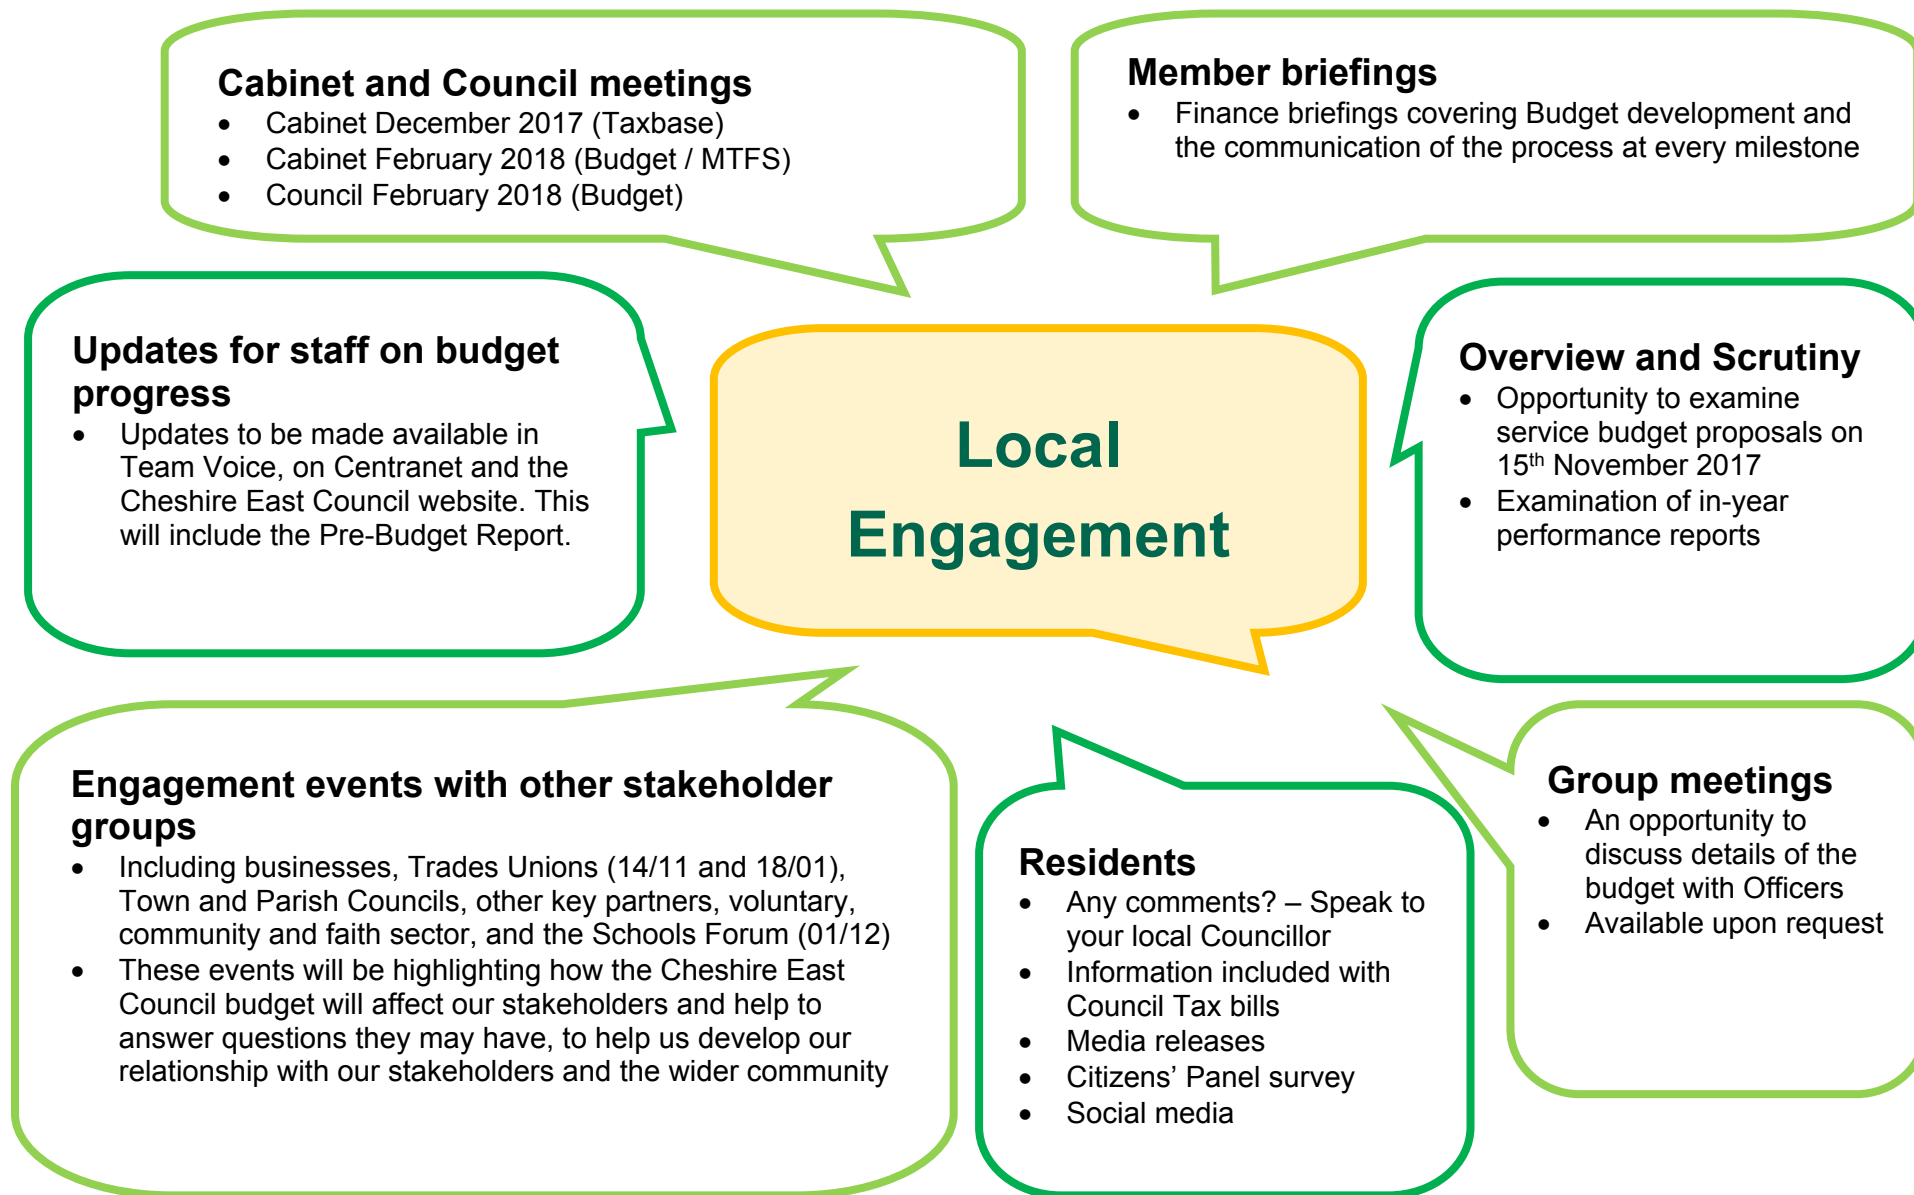 Cabinet and Council meetings
• Cabinet December 2017 (Taxbase)
• Cabinet February 2018 (Budget / MTFS)
• Council February 2018 (Budget)
Member briefings
• Finance briefings covering Budget development and
the communication of the process at every milestone
Updates for staff on budget
progress
• Updates to be made available in
Team Voice, on Centranet and the
Cheshire East Council website. This
will include the Pre-Budget Report.
Local
Engagement
Overview and Scrutiny
• Opportunity to examine
service budget proposals on
15th November 2017
• Examination of in-year
performance reports
Engagement events with other stakeholder
groups
• Including businesses, Trades Unions (14/11 and 18/01),
Town and Parish Councils, other key partners, voluntary,
community and faith sector, and the Schools Forum (01/12)
• These events will be highlighting how the Cheshire East
Council budget will affect our stakeholders and help to
answer questions they may have, to help us develop our
relationship with our stakeholders and the wider community
Residents
• Any comments? – Speak to
your local Councillor
• Information included with
Council Tax bills
• Media releases
• Citizens’ Panel survey
• Social media
Group meetings
• An opportunity to
discuss details of the
budget with Officers
• Available upon request